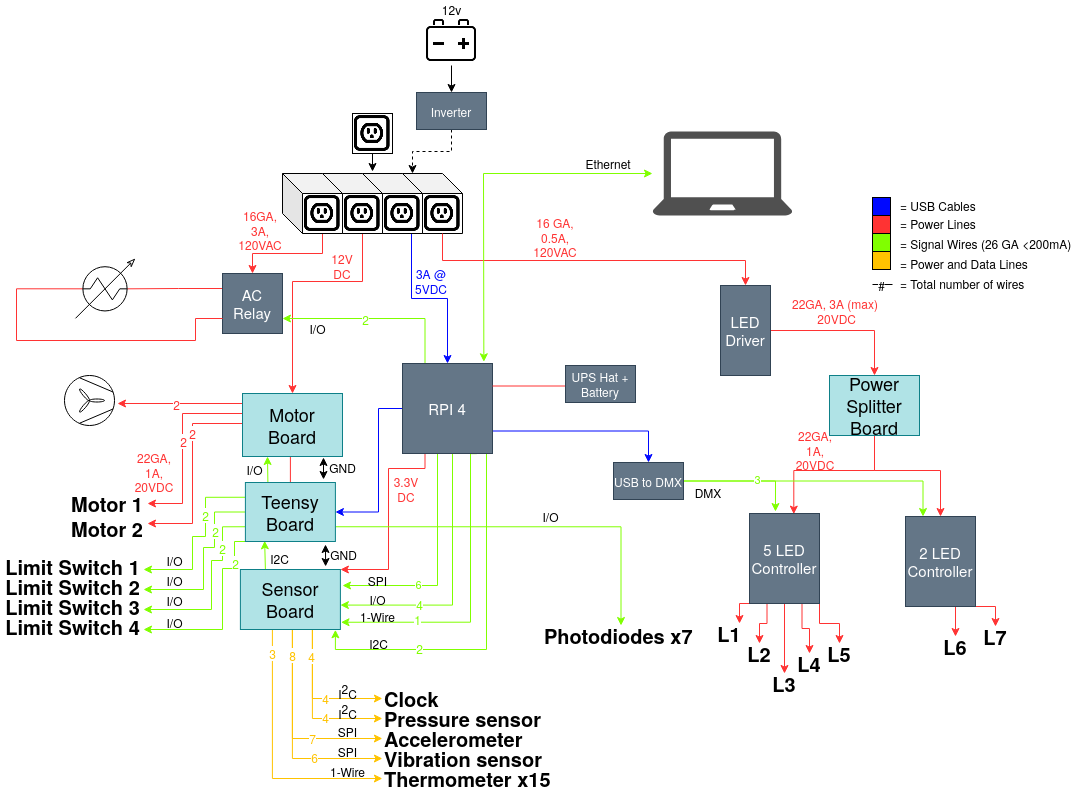 12v
Inverter
Ethernet
= USB Cables
= Power Lines
= Signal Wires (26 GA <200mA)
= Power and Data Lines
-#- = Total number of wires
16GA,
3A,
120VAC
12V
DC
3A @
5VDC
16 GA,
0.5A,
120VAC
AC
Relay
2
I/O
LED
Driver
22GA, 3A (max)
20VDC
UPS Hat +
Battery
RPI 4
Power
Splitter
Board
2
Motor
Board
2
2
22GA,
1A,
20VDC
22GA,
1A,
20VDC
I/O
GND
3.3V
DC
USB to DMX
3
DMX
Motor 1
Motor 2
Teensy
Board
2
2
2
2
I/O
I2C
GND
Limit Switch 1
I/O
Limit Switch 2
I/O
Limit Switch 3
I/O
Limit Switch 4
I/O
Sensor
Board
SPI
6
I/O
4
1-Wire
1
I2C
2
5 LED
Controller
2 LED
Controller
Photodiodes x7
L1
L2
L3
L4
L5
L6
L7
3
8
4
4
I2C
Clock
4
I2C
Pressure sensor
7
SPI
Accelerometer
6
SPI
Vibration sensor
1-Wire
Thermometer x15